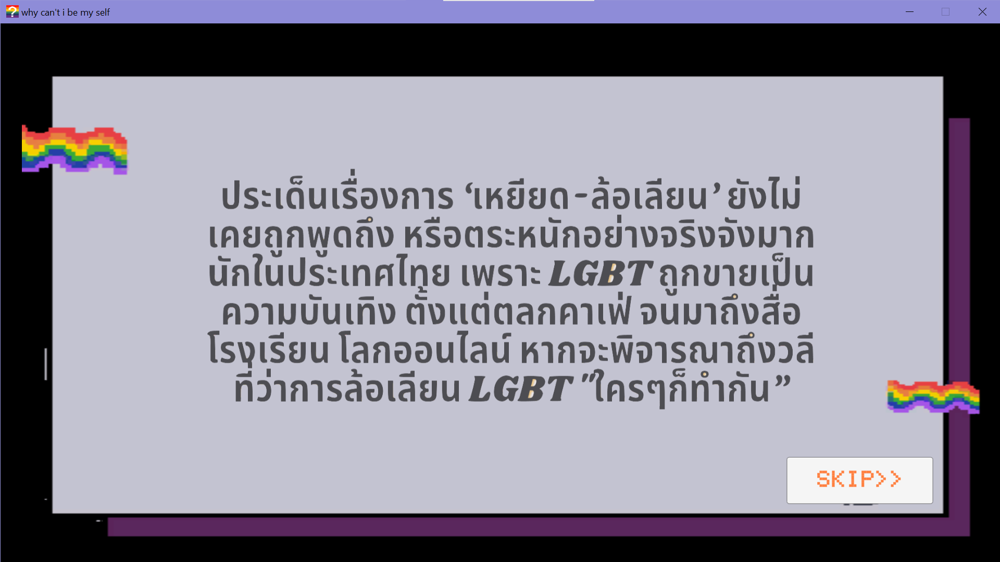 why can't i be my self
ประเด็นเรื่องการ ‘เหยียด-ล้อเลียน’ ยังไม่
เคยถูกพูดถึง หรือตระหนักอย่างจริงจังมาก
นักในประเทศไทย เพราะ LGBT ถูกขายเป็น
ความบันเทิง ตั้งแต่ตลกคาเฟ่ จนมาถึงสื่อ
โรงเรียน โลกออนไลน์ หากจะพิจารณาถึงวลี
ที่ว่าการล้อเลียน LGBT "ใครๆก็ทำกัน”
SKIP>>